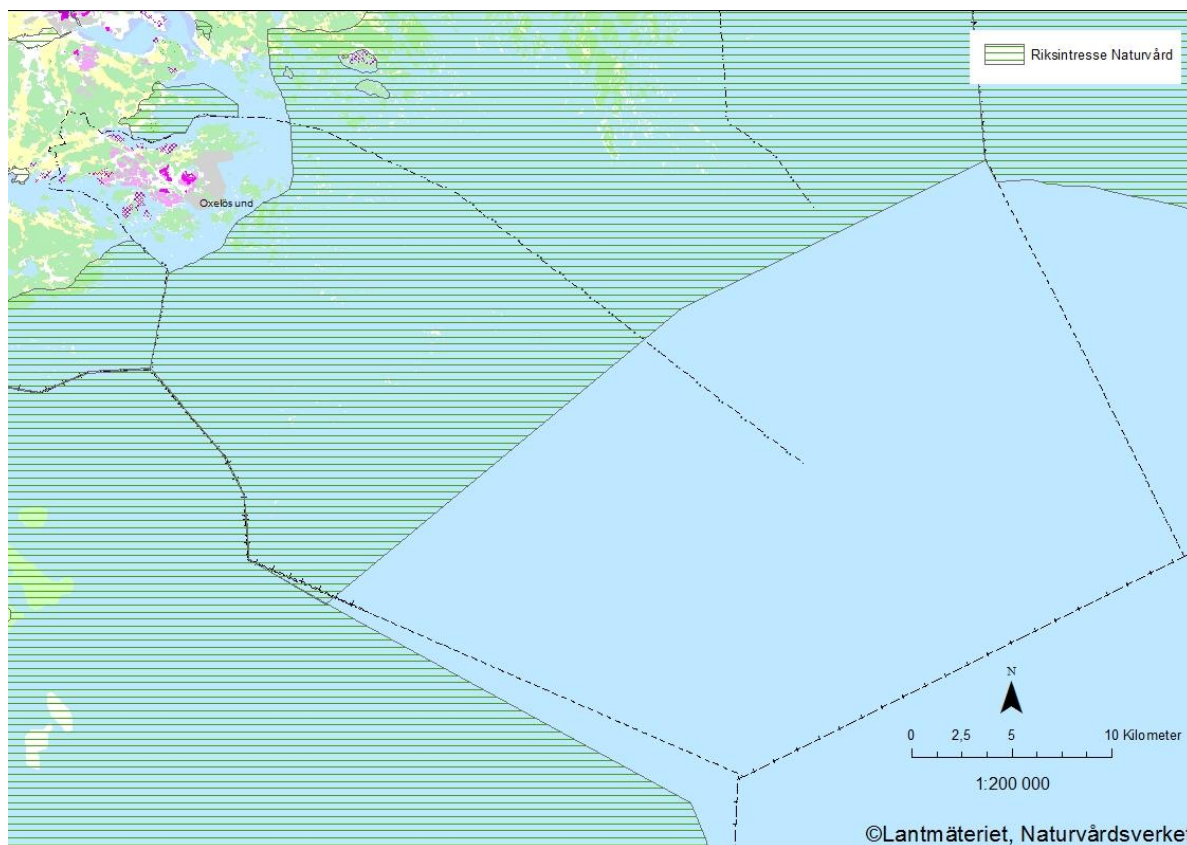 Riksintresse Naturvård
Oxelösund
N
0 2,5 5 10 Kilometer
1:200 000
©Lantmäteriet, Naturvårdsverket